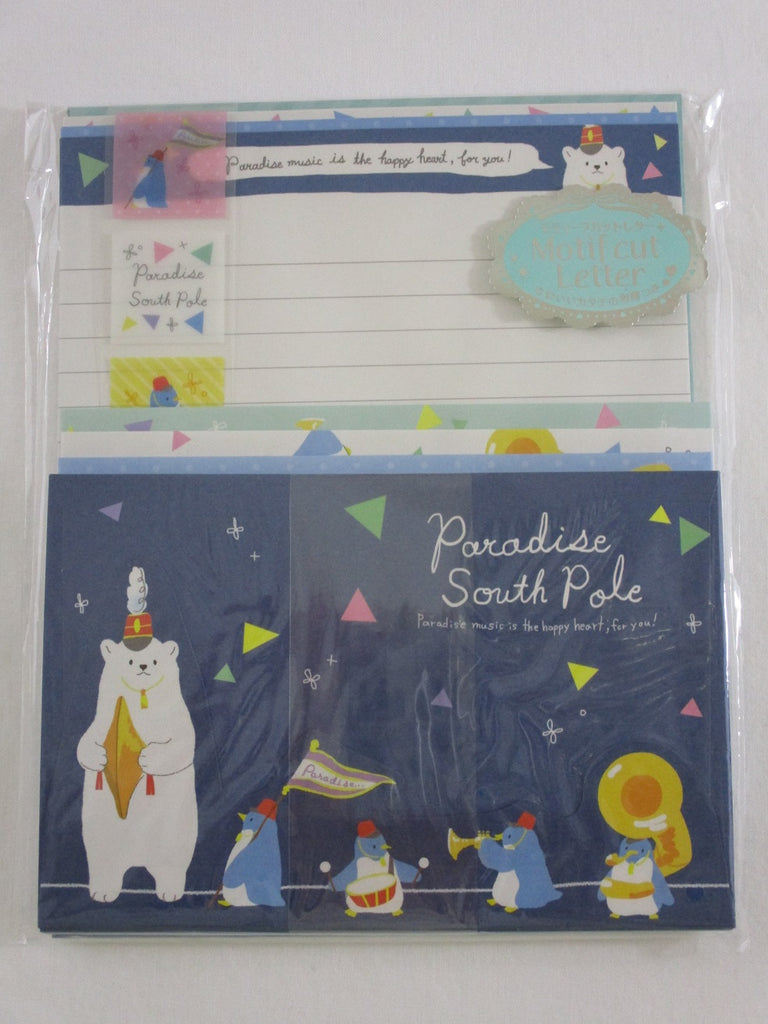 Paradise music is the happy heart, for you!
Motif cut
Letter
Paradise
South Pole
Paradise
South Pole
Paradise music is the happy heart, for you!
Paradise...